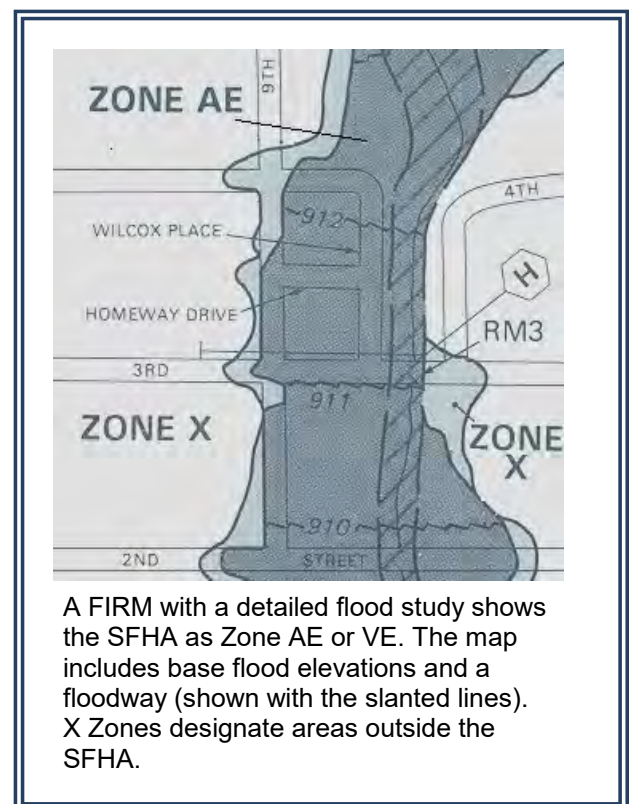 9TH
ZONE AE
4TH
912
WILCOX PLACE
H
HOMEWAY DRIVE
RM3
3RD
911
ZONE X
ZONE
X
910
2ND STREET
A FIRM with a detailed flood study shows
the SFHA as Zone AE or VE. The map
includes base flood elevations and a
floodway (shown with the slanted lines).
X Zones designate areas outside the
SFHA.